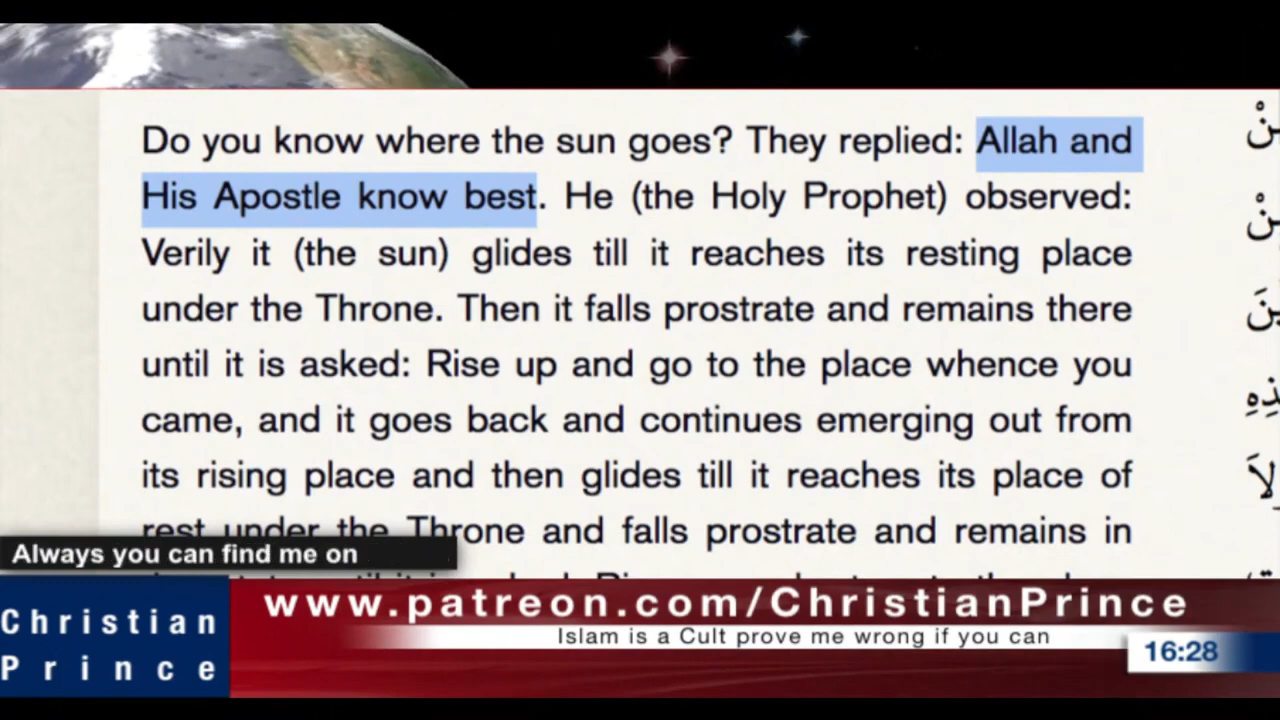 Do you know where the sun goes? They replied: Allah and
His Apostle know best. He (the Holy Prophet) observed:
Verily it (the sun) glides till it reaches its resting place
under the Throne. Then it falls prostrate and remains there
until it is asked: Rise up and go to the place whence you
came, and it goes back and continues emerging out from
its rising place and then glides till it reaches its place of
rest under the Throne and falls prostrate and remains in
Always you can find me on
www.patreon.com/ChristianPrince
Islam is a Cult prove me wrong if you can
Christian
Prince
16:28